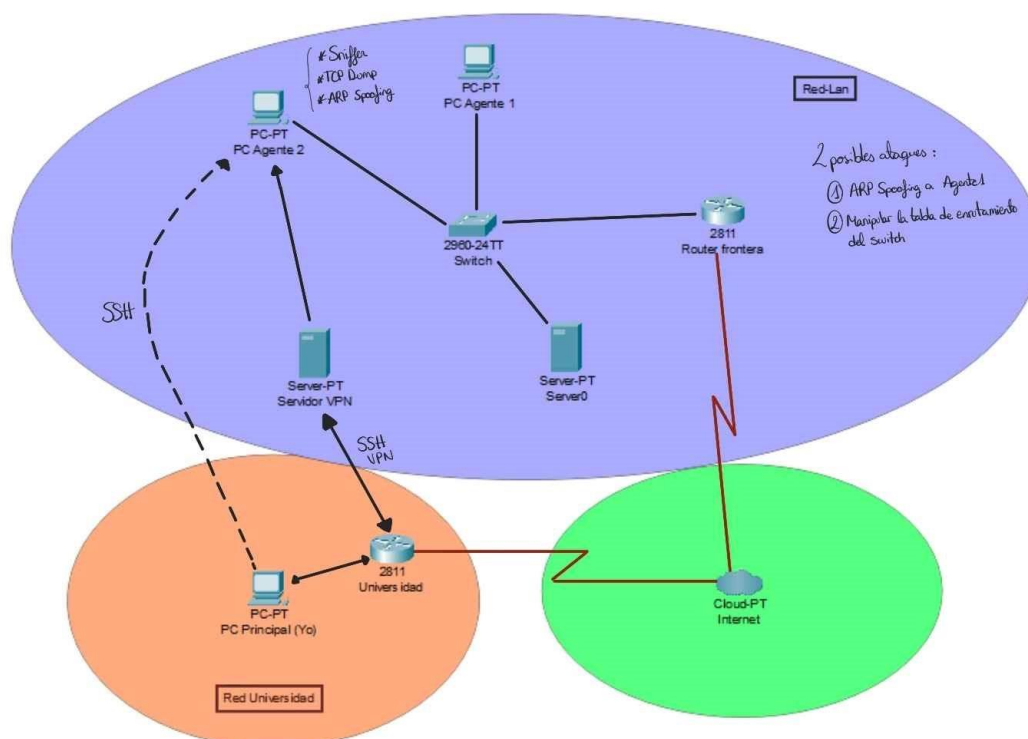 * Sniffer
* TCP Dump
* ARP Spoofing
PC-PT
PC Agente 1
Red-Lan
PC-PT
PC Agente 2
2 posibles ataques:
① ARP Spoofing a Agente1
② Manipular la tabla de enrutamiento
del switch
2960-24TT
Switch
2811
Router frontera
SSH
Server-PT
Servidor VPN
Server-PT
Server0
SSH
VPN
2811
Universidad
PC-PT
PC Principal (Yo)
Cloud-PT
Internet
Red Universidad